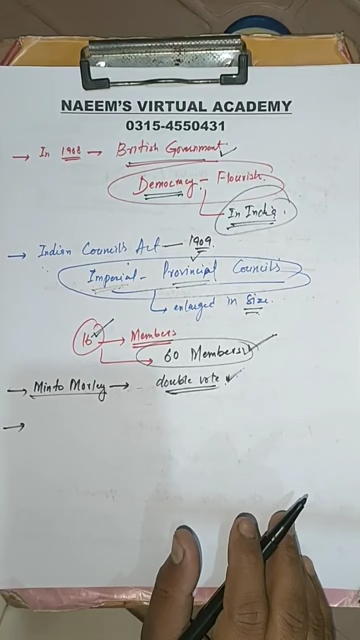 NAEEM'S VIRTUAL ACADEMY
0315-4550431
→ In 1908 → British Government
Democracy - Flourish
In India.
→ Indian Councils Act — 1909
Imperial - Provincial Councils
enlarged in size.
16 → Members
60 Members
→ Minto Morley → double vote
→